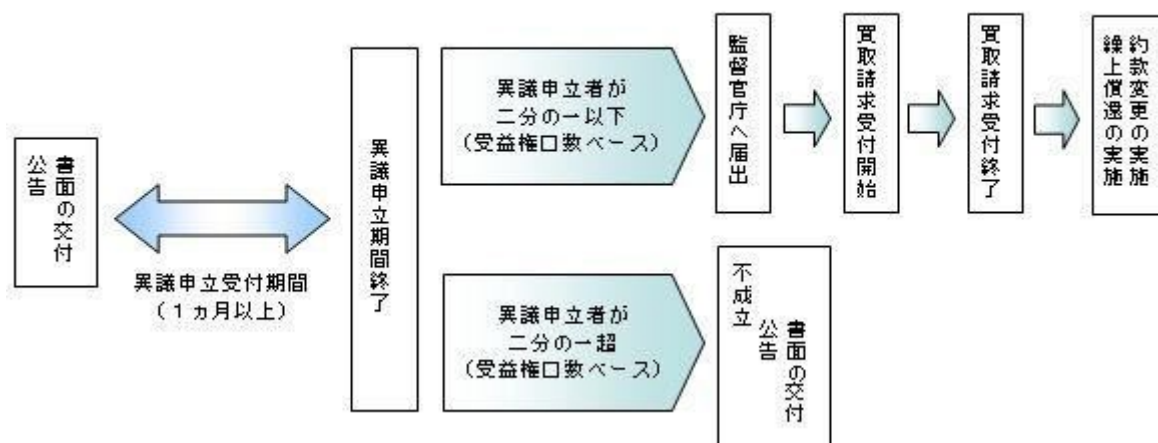 書面の交付
公告
異議申立受付期間
(1ヵ月以上)
異議申立期間終了
異議申立者が
二分の一以下
(受益権口数ベース)
監督官庁へ届出
買取請求受付開始
買取請求受付終了
約款変更の実施
繰上償還の実施
異議申立者が
二分の一超
(受益権口数ベース)
不成立
書面の交付
公告